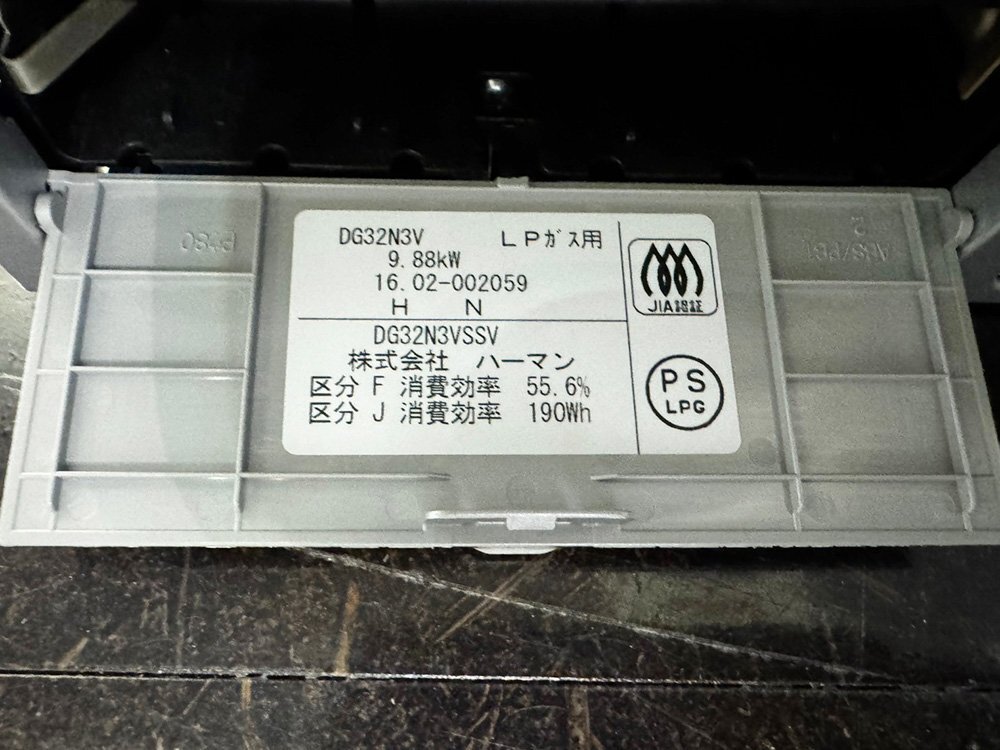 DG32N3V LPガス用
9.88kW
16.02-002059
H N
DG32N3VSSV
株式会社 ハーマン
区分 F 消費効率 55.6%
区分 J 消費効率 190Wh
JIA認証
PS
LPG